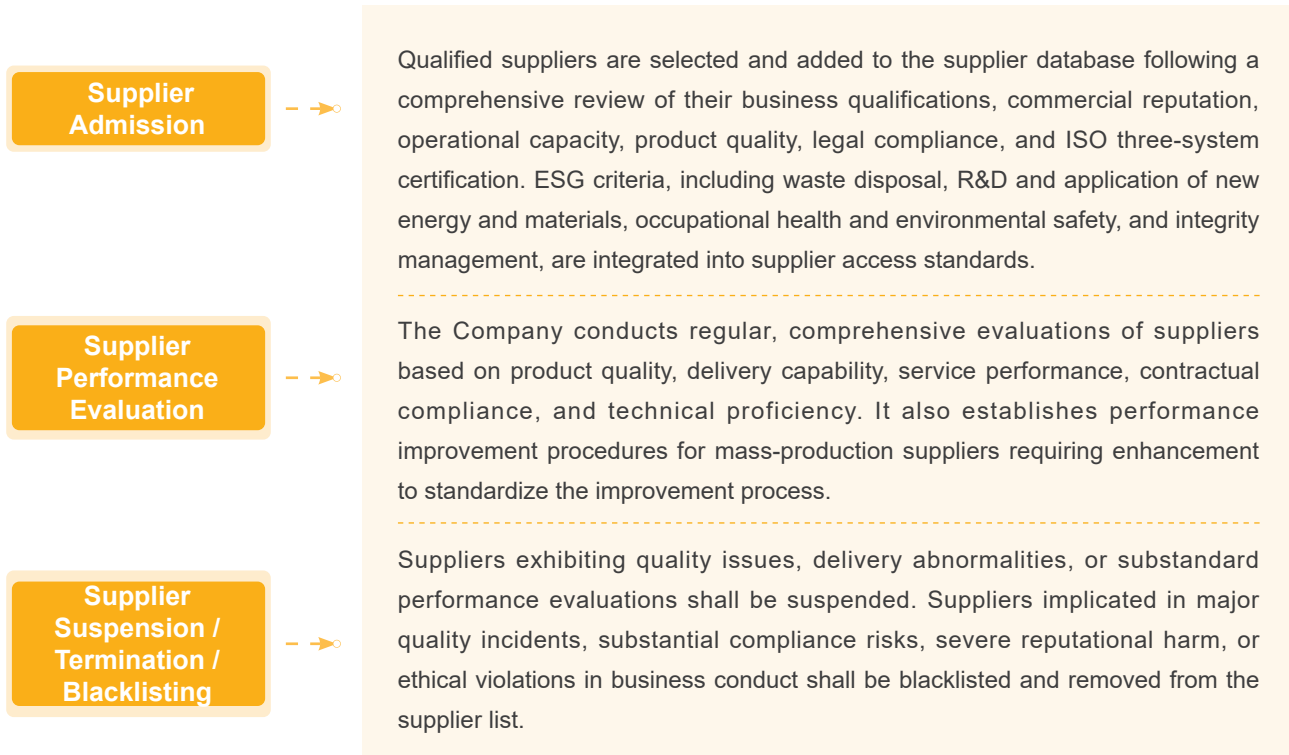 Supplier
Admission
Qualified suppliers are selected and added to the supplier database following a
comprehensive review of their business qualifications, commercial reputation,
operational capacity, product quality, legal compliance, and ISO three-system
certification. ESG criteria, including waste disposal, R&D and application of new
energy and materials, occupational health and environmental safety, and integrity
management, are integrated into supplier access standards.
Supplier
Performance
Evaluation
The Company conducts regular, comprehensive evaluations of suppliers
based on product quality, delivery capability, service performance, contractual
compliance, and technical proficiency. It also establishes performance
improvement procedures for mass-production suppliers requiring enhancement
to standardize the improvement process.
Supplier
Suspension /
Termination /
Blacklisting
Suppliers exhibiting quality issues, delivery abnormalities, or substandard
performance evaluations shall be suspended. Suppliers implicated in major
quality incidents, substantial compliance risks, severe reputational harm, or
ethical violations in business conduct shall be blacklisted and removed from the
supplier list.